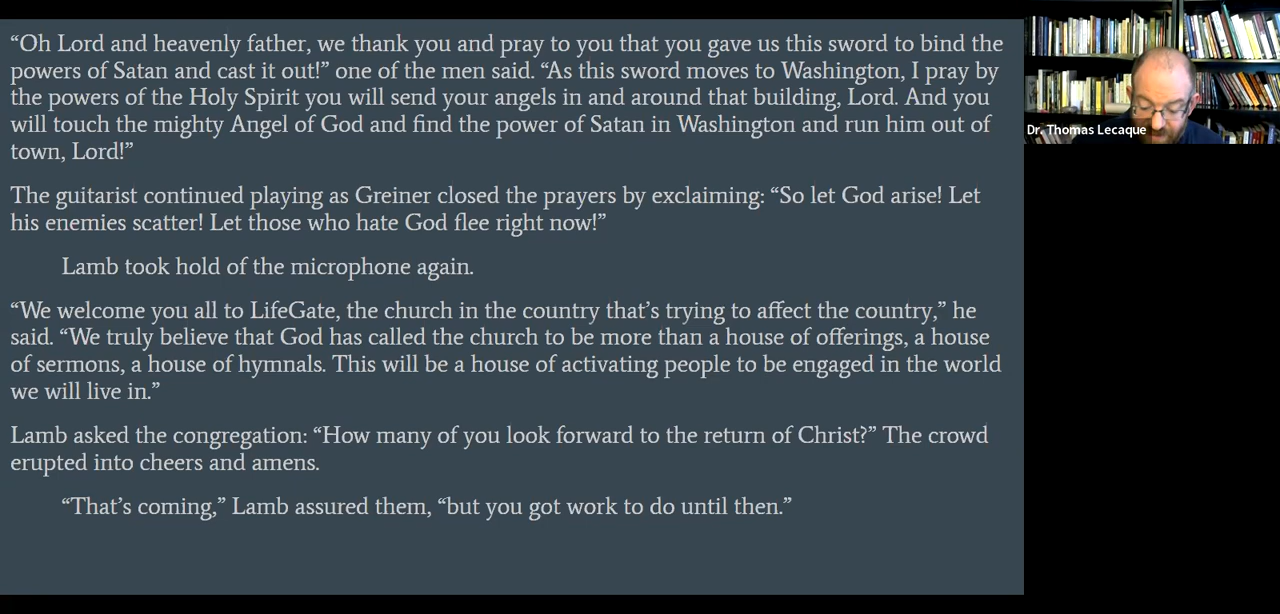 “Oh Lord and heavenly father, we thank you and pray to you that you gave us this sword to bind the
powers of Satan and cast it out!” one of the men said. “As this sword moves to Washington, I pray by
the powers of the Holy Spirit you will send your angels in and around that building, Lord. And you
will touch the mighty Angel of God and find the power of Satan in Washington and run him out of
town, Lord!”
The guitarist continued playing as Greiner closed the prayers by exclaiming: “So let God arise! Let
his enemies scatter! Let those who hate God flee right now!”
Lamb took hold of the microphone again.
“We welcome you all to LifeGate, the church in the country that’s trying to affect the country,” he
said. “We truly believe that God has called the church to be more than a house of offerings, a house
of sermons, a house of hymnals. This will be a house of activating people to be engaged in the world
we will live in.”
Lamb asked the congregation: “How many of you look forward to the return of Christ?” The crowd
erupted into cheers and amens.
“That’s coming,” Lamb assured them, “but you got work to do until then.”
Dr. Thomas Lecaque